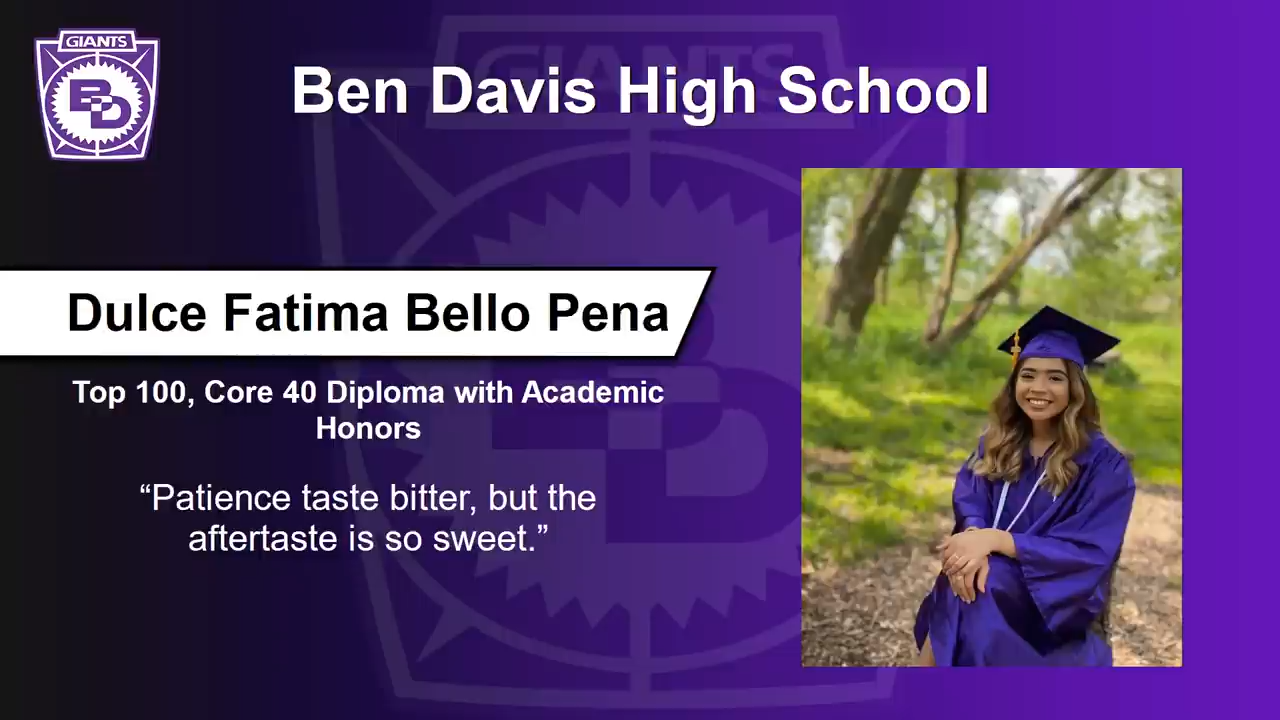 GIANTS
BD
Ben Davis High School
Dulce Fatima Bello Pena
Top 100, Core 40 Diploma with Academic
Honors
“Patience taste bitter, but the
aftertaste is so sweet.”